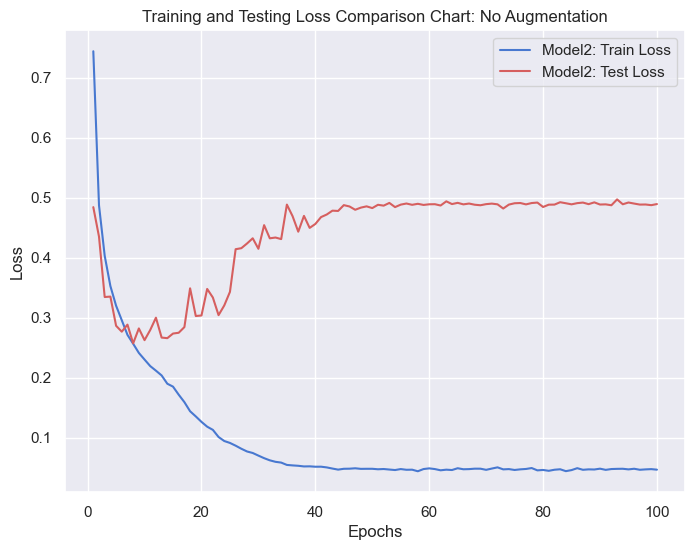 Training and Testing Loss Comparison Chart: No Augmentation
Model2: Train Loss
Model2: Test Loss
Loss
0.7
0.6
0.5
0.4
0.3
0.2
0.1
0 20 40 60 80 100
Epochs